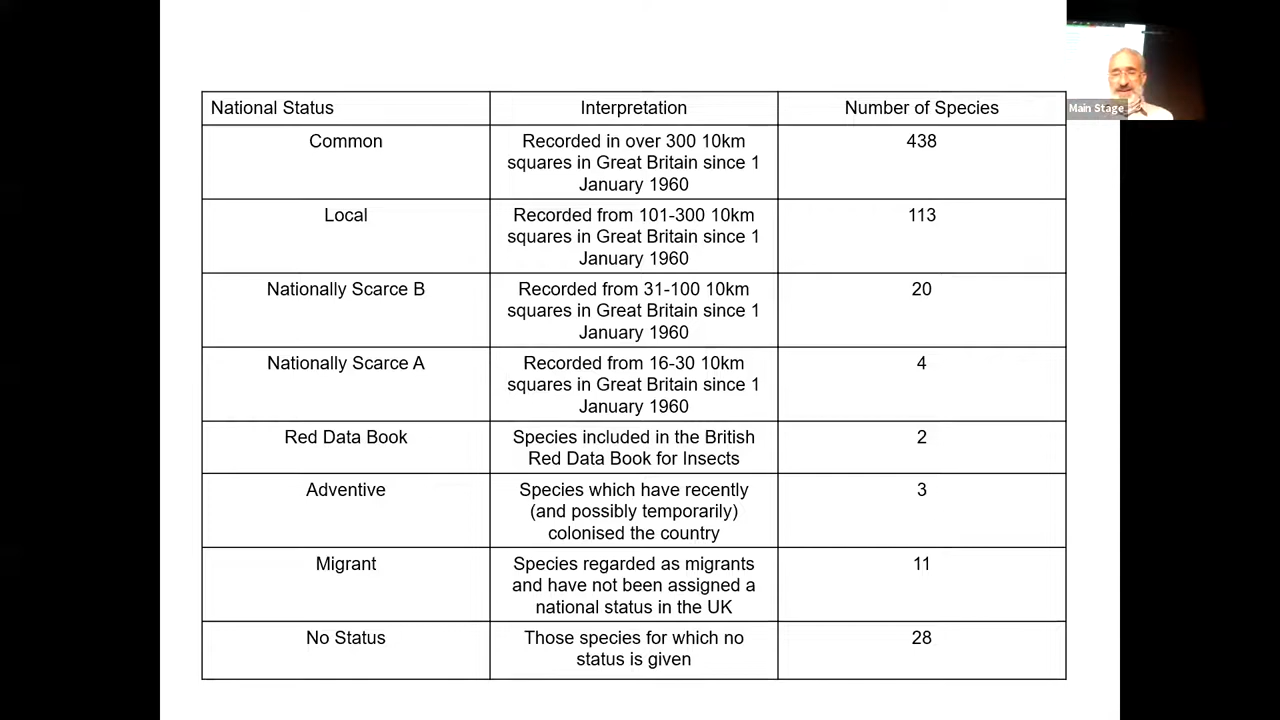 National Status
Interpretation
Number of Species
Common
Recorded in over 300 10km
squares in Great Britain since 1
January 1960
438
Local
Recorded from 101-300 10km
squares in Great Britain since 1
January 1960
113
Nationally Scarce B
Recorded from 31-100 10km
squares in Great Britain since 1
January 1960
20
Nationally Scarce A
Recorded from 16-30 10km
squares in Great Britain since 1
January 1960
4
Red Data Book
Species included in the British
Red Data Book for Insects
2
Adventive
Species which have recently
(and possibly temporarily)
colonised the country
3
Migrant
Species regarded as migrants
and have not been assigned a
national status in the UK
11
No Status
Those species for which no
status is given
28
Main Stage